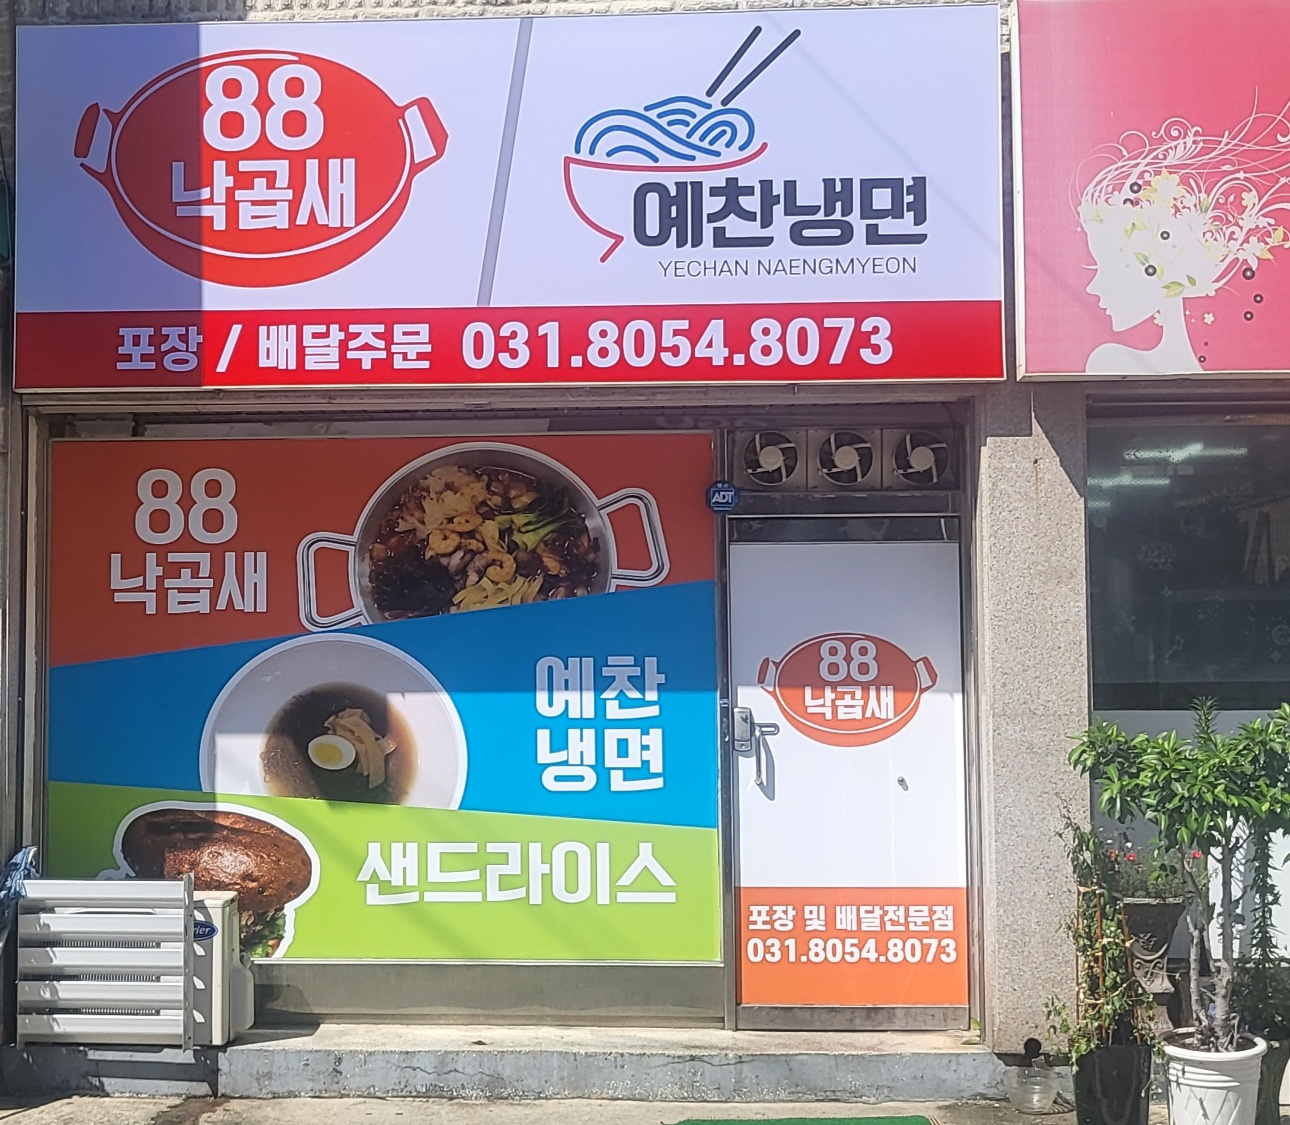 88
낙곱새
예찬냉면
YECHAN NAENGMYEON
포장 / 배달주문 031.8054.8073
88
낙곱새
예찬
냉면
샌드라이스
ADT
88
낙곱새
포장 및 배달전문점
031.8054.8073